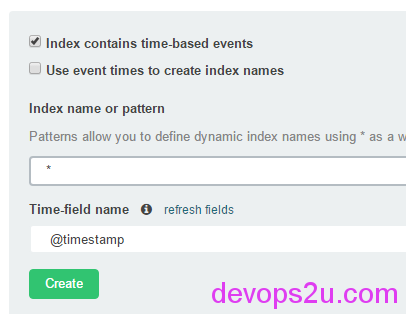 Index contains time-based events
Use event times to create index names
Index name or pattern
Patterns allow you to define dynamic index names using * as a w
*
Time-field name refresh fields
@timestamp
Create
devops2u.com